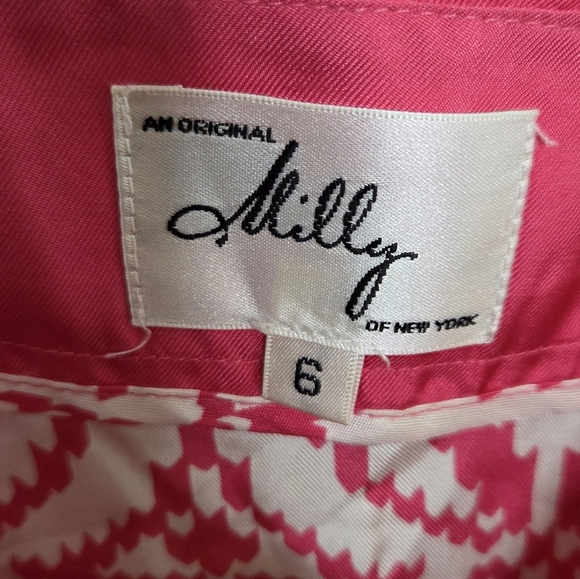 AN ORIGINAL
Milly
OF NEW YORK
6